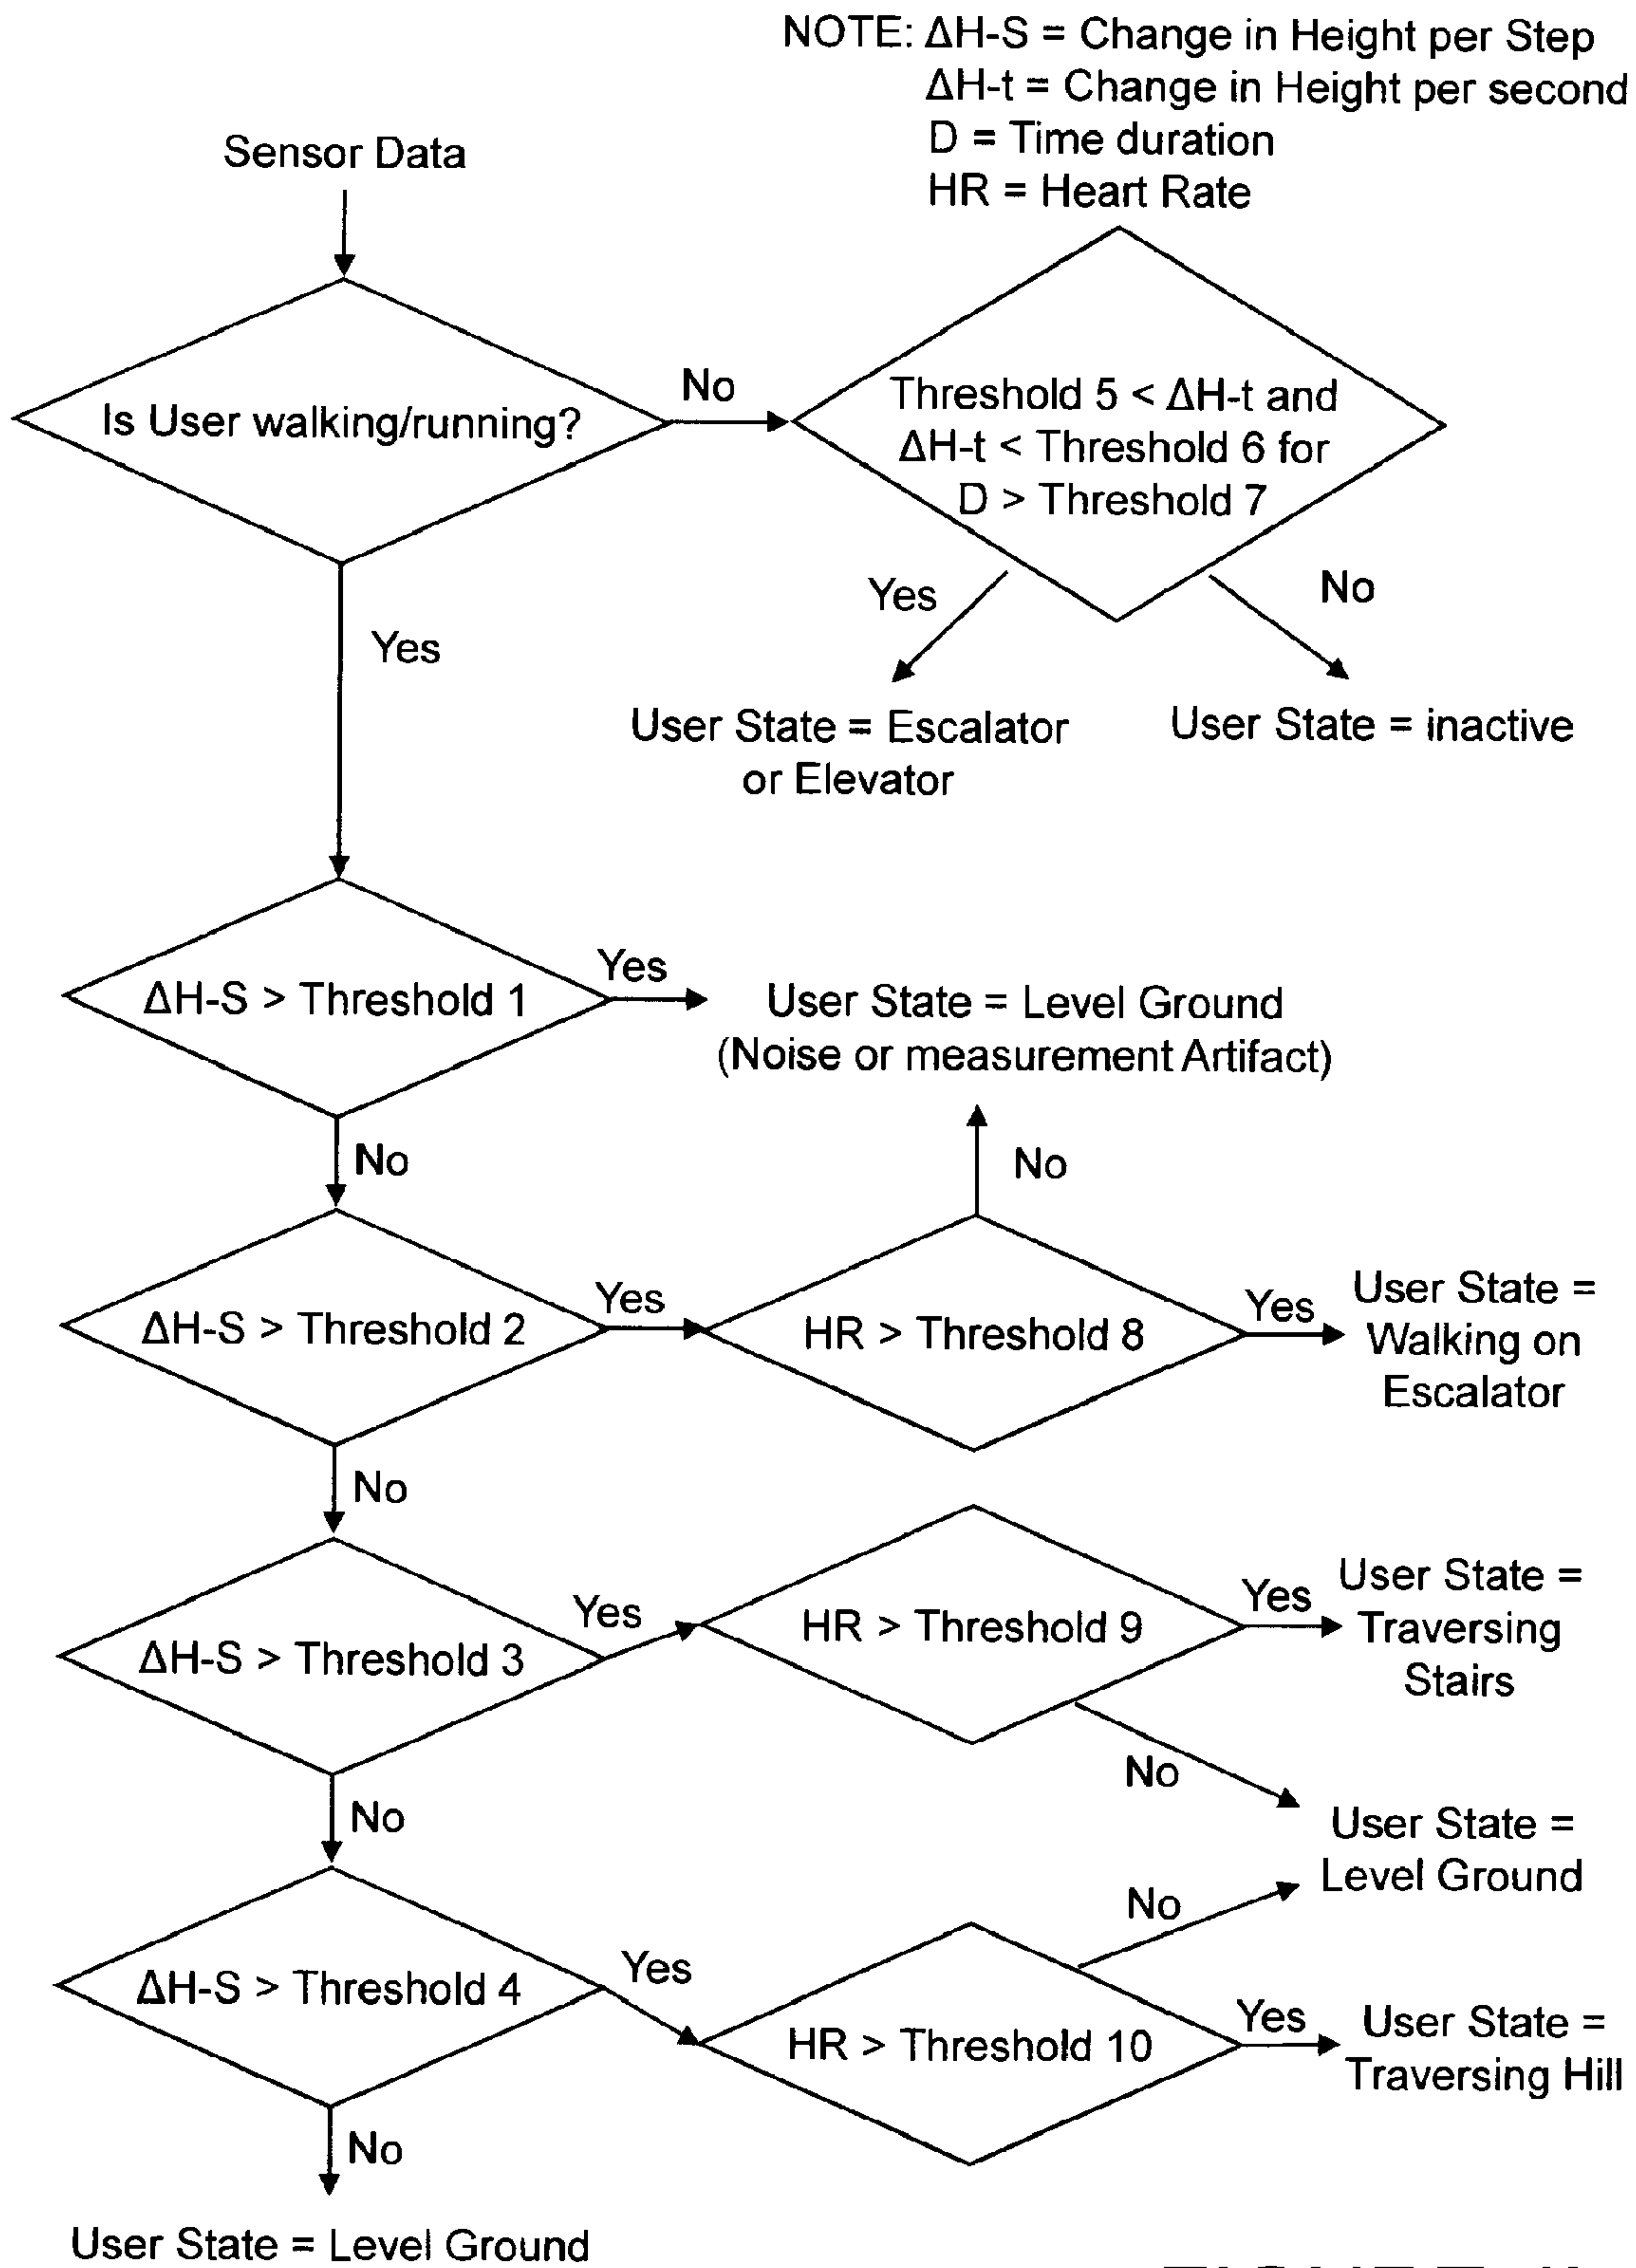 NOTE: ΔH-S = Change in Height per Step
ΔH-t = Change in Height per second
D = Time duration
HR = Heart Rate
Sensor Data
Is User walking/running?
No
Threshold 5 < ΔH-t and
ΔH-t < Threshold 6 for
D > Threshold 7
Yes
No
User State = Escalator
or Elevator
User State = inactive
Yes
ΔH-S > Threshold 1
Yes
User State = Level Ground
(Noise or measurement Artifact)
No
No
ΔH-S > Threshold 2
Yes
HR > Threshold 8
Yes
User State =
Walking on
Escalator
No
ΔH-S > Threshold 3
Yes
HR > Threshold 9
Yes
User State =
Traversing
Stairs
No
No
User State =
Level Ground
No
ΔH-S > Threshold 4
Yes
HR > Threshold 10
Yes
User State =
Traversing Hill
No
User State = Level Ground